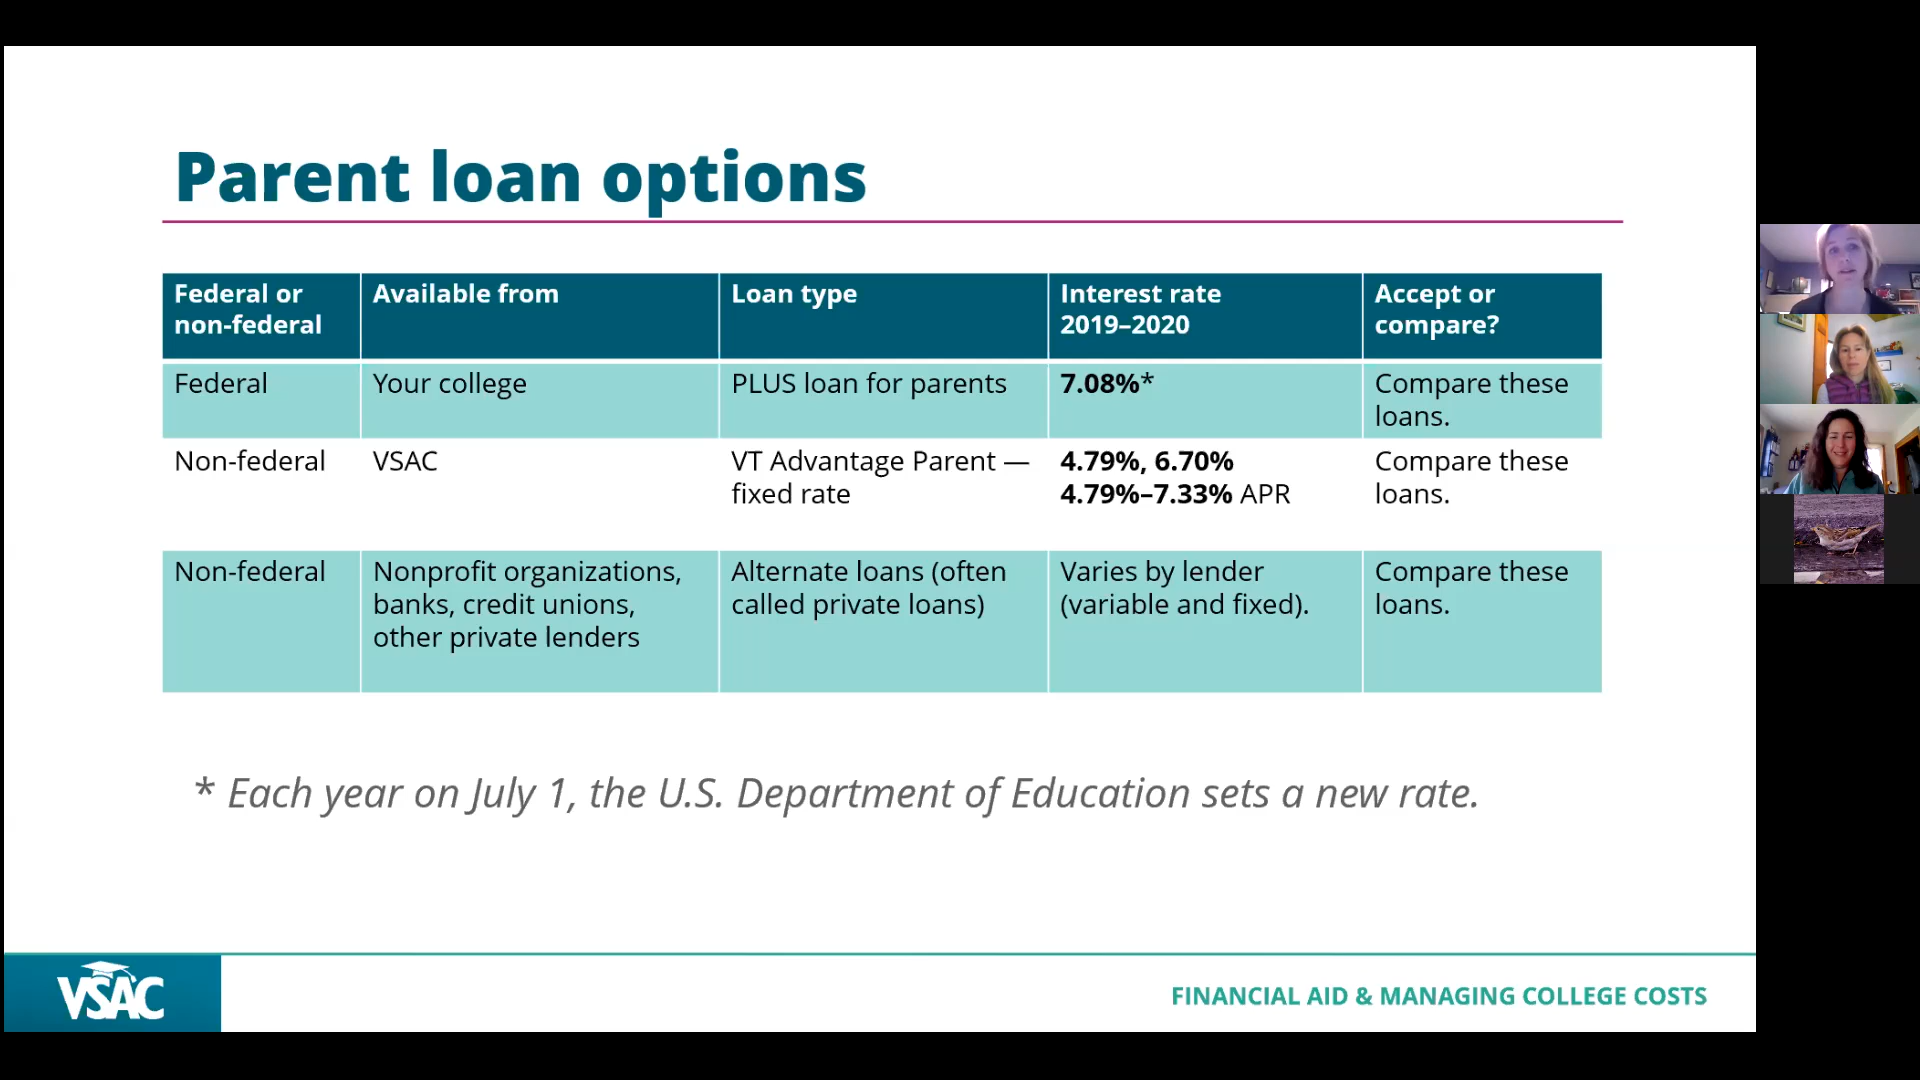 Parent loan options
Federal or
non-federal
Available from
Loan type
Interest rate
2019–2020
Accept or
compare?
Federal
Your college
PLUS loan for parents
7.08%*
Compare these
loans.
Non-federal
VSAC
VT Advantage Parent —
fixed rate
4.79%, 6.70%
4.79%–7.33% APR
Compare these
loans.
Non-federal
Nonprofit organizations,
banks, credit unions,
other private lenders
Alternate loans (often
called private loans)
Varies by lender
(variable and fixed).
Compare these
loans.
* Each year on July 1, the U.S. Department of Education sets a new rate.
VSAC
FINANCIAL AID & MANAGING COLLEGE COSTS